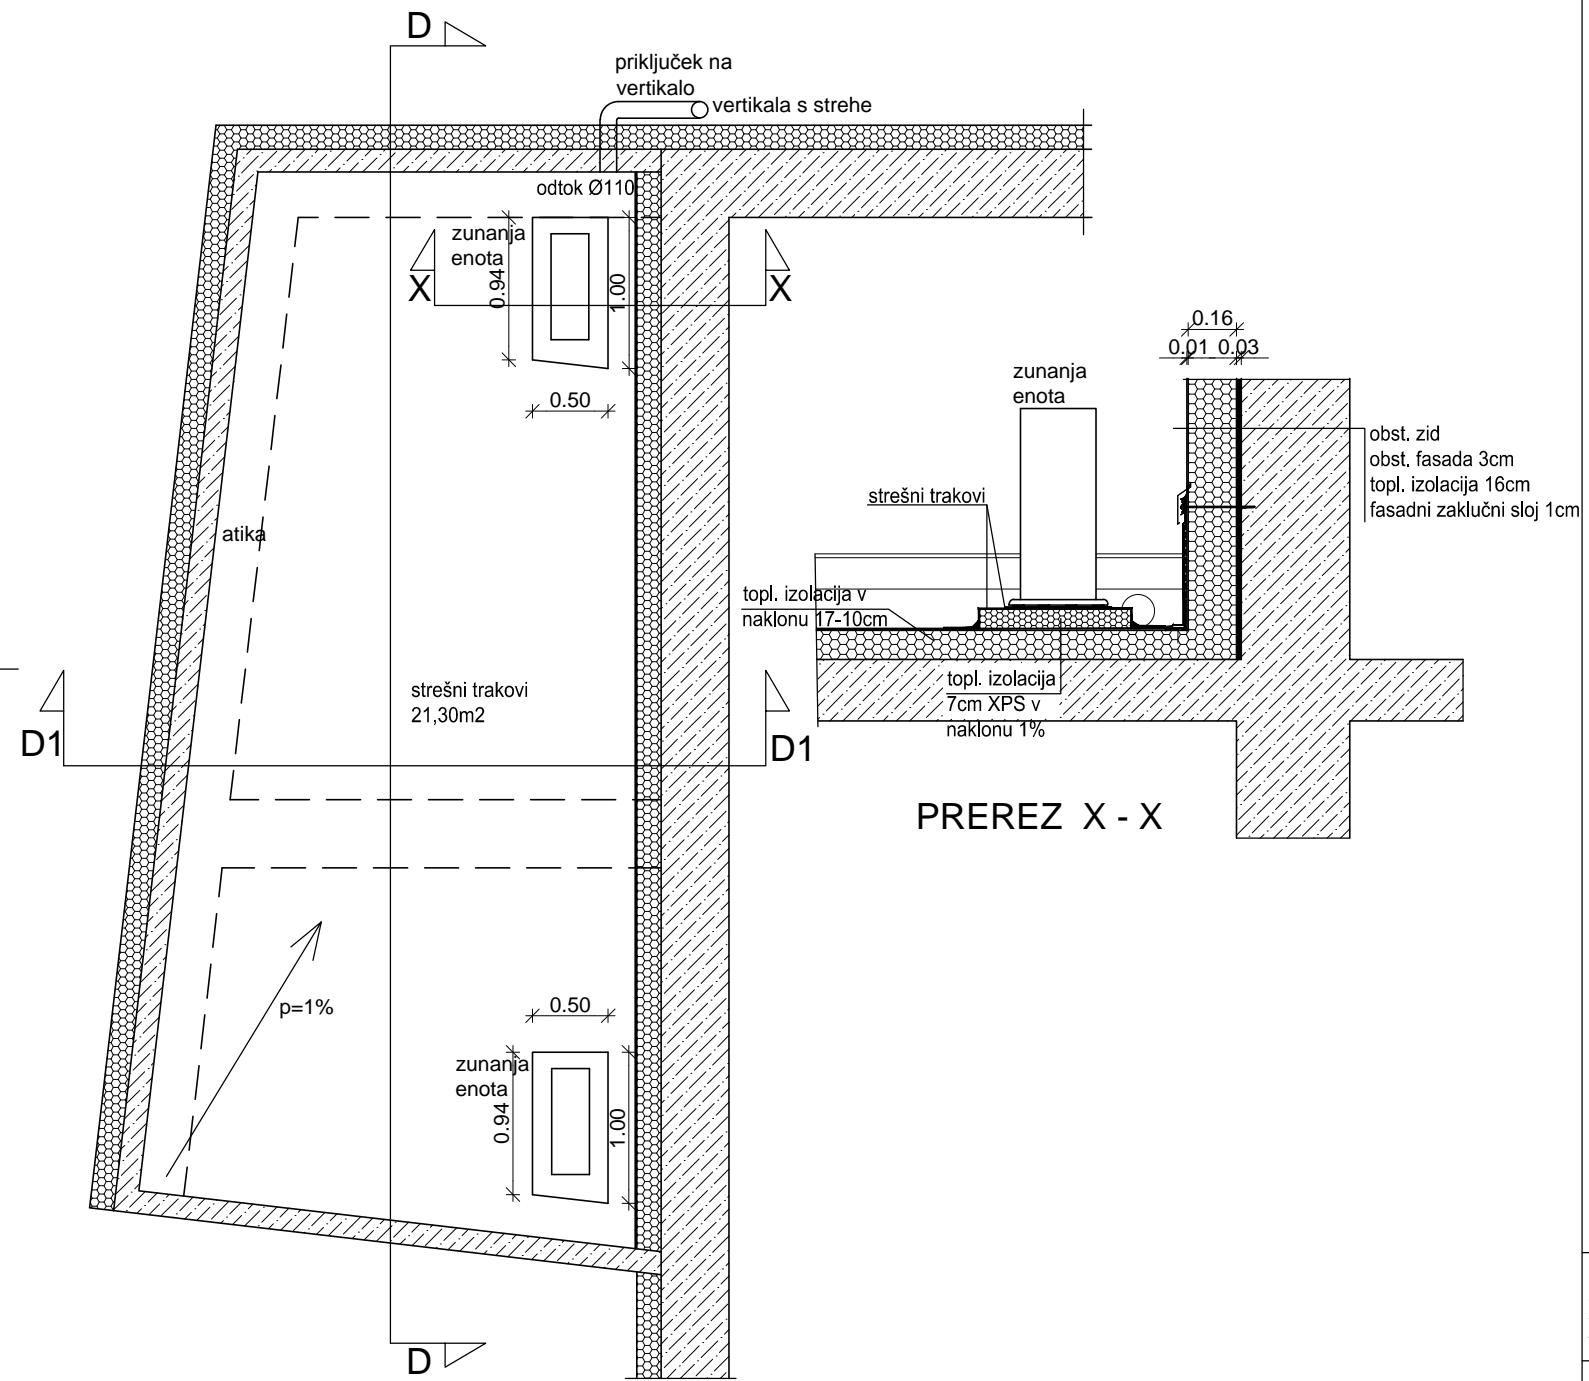 D
priključek na
vertikalo
vertikala s strehe
odtok Ø110
zunanja
enota
0.94
1.00
X
X
0.50
atika
strešni trakovi
21,30m2
D1
D1
p=1%
0.50
zunanja
enota
0.94
1.00
D
0.16
0.01
0.03
zunanja
enota
obst. zid
obst. fasada 3cm
topl. izolacija 16cm
fasadni zaklučni sloj 1cm
strešni trakovi
topl. izolacija v
naklonu 17-10cm
topl. izolacija
7cm XPS v
naklonu 1%
PREREZ X - X